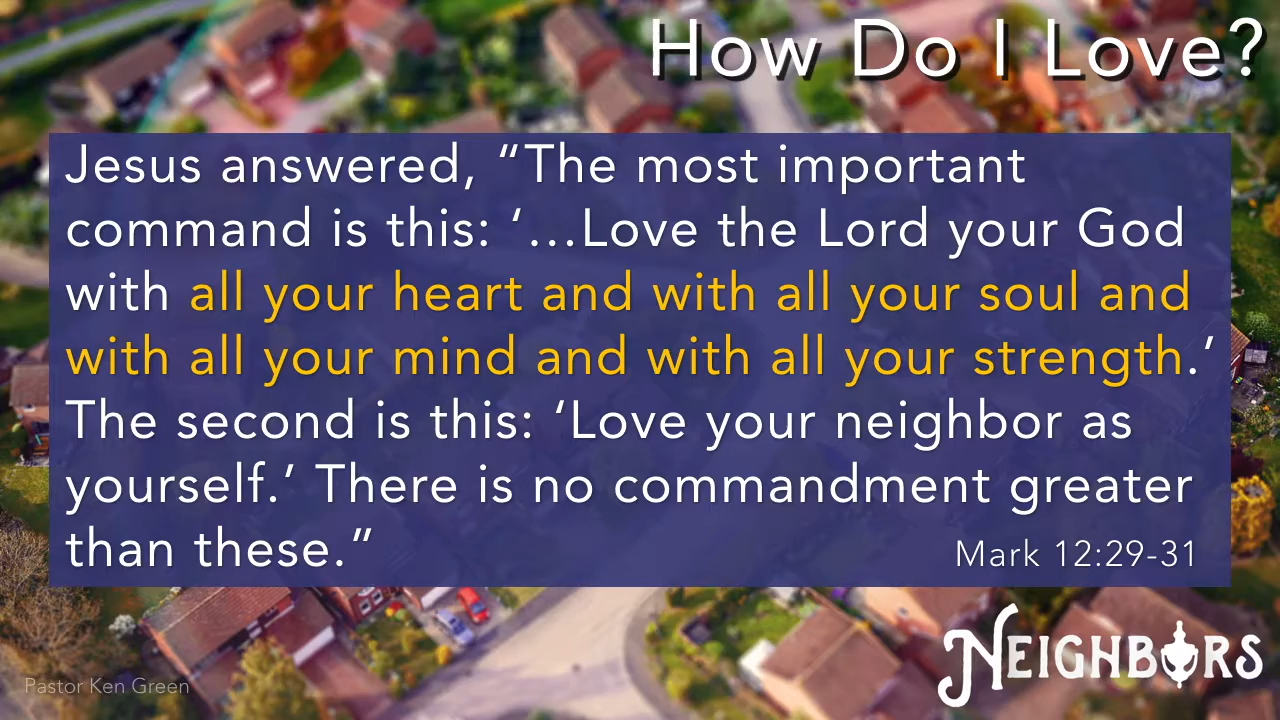 How Do I Love?
Jesus answered, “The most important
command is this: ‘…Love the Lord your God
with all your heart and with all your soul and
with all your mind and with all your strength.’
The second is this: ‘Love your neighbor as
yourself.’ There is no commandment greater
than these.”
Mark 12:29-31
NEIGHBORS
Pastor Ken Green